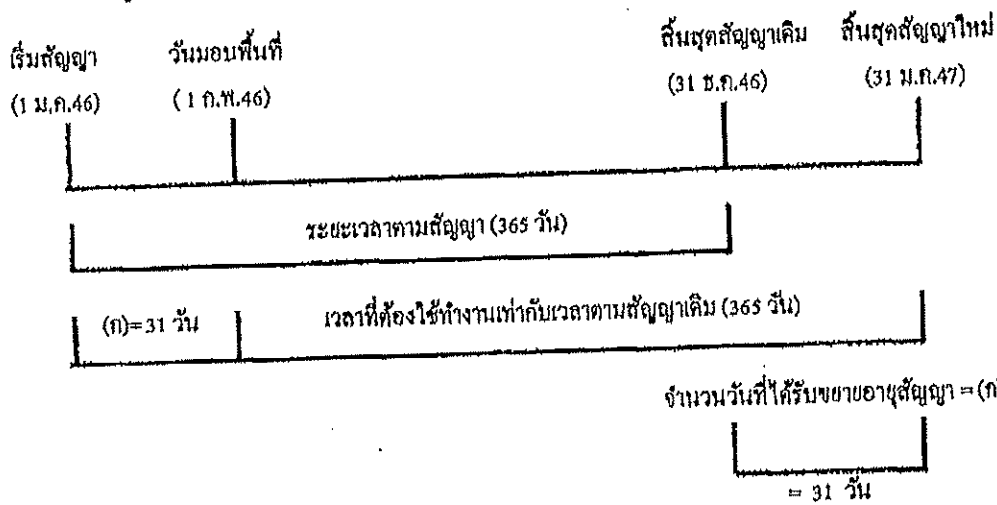 เริ่มสัญญา วันมอบพื้นที่ สิ้นสุดสัญญาเดิม สิ้นสุดสัญญาใหม่
(1 ม.ค.46) (1 ก.พ.46) (31 ธ.ค.46) (31 ม.ค.47)
ระยะเวลาตามสัญญา (365 วัน)
(ก)=31 วัน เวลาที่ต้องใช้ทำงานเท่ากับเวลาตามสัญญาเดิม (365 วัน)
จำนวนวันที่ได้รับขยายอายุสัญญา = (ก
= 31 วัน